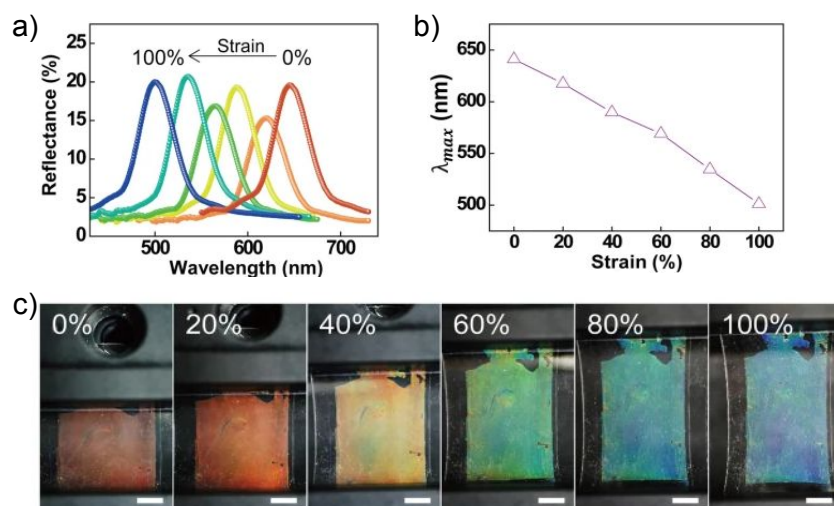 a)
100% Strain 0%
25
20
15
10
5
0
Reflectance (%)
500 600 700
Wavelength (nm)
b)
650
600
550
500
λmax (nm)
0 20 40 60 80 100
Strain (%)
c)
0% 20% 40% 60% 80% 100%